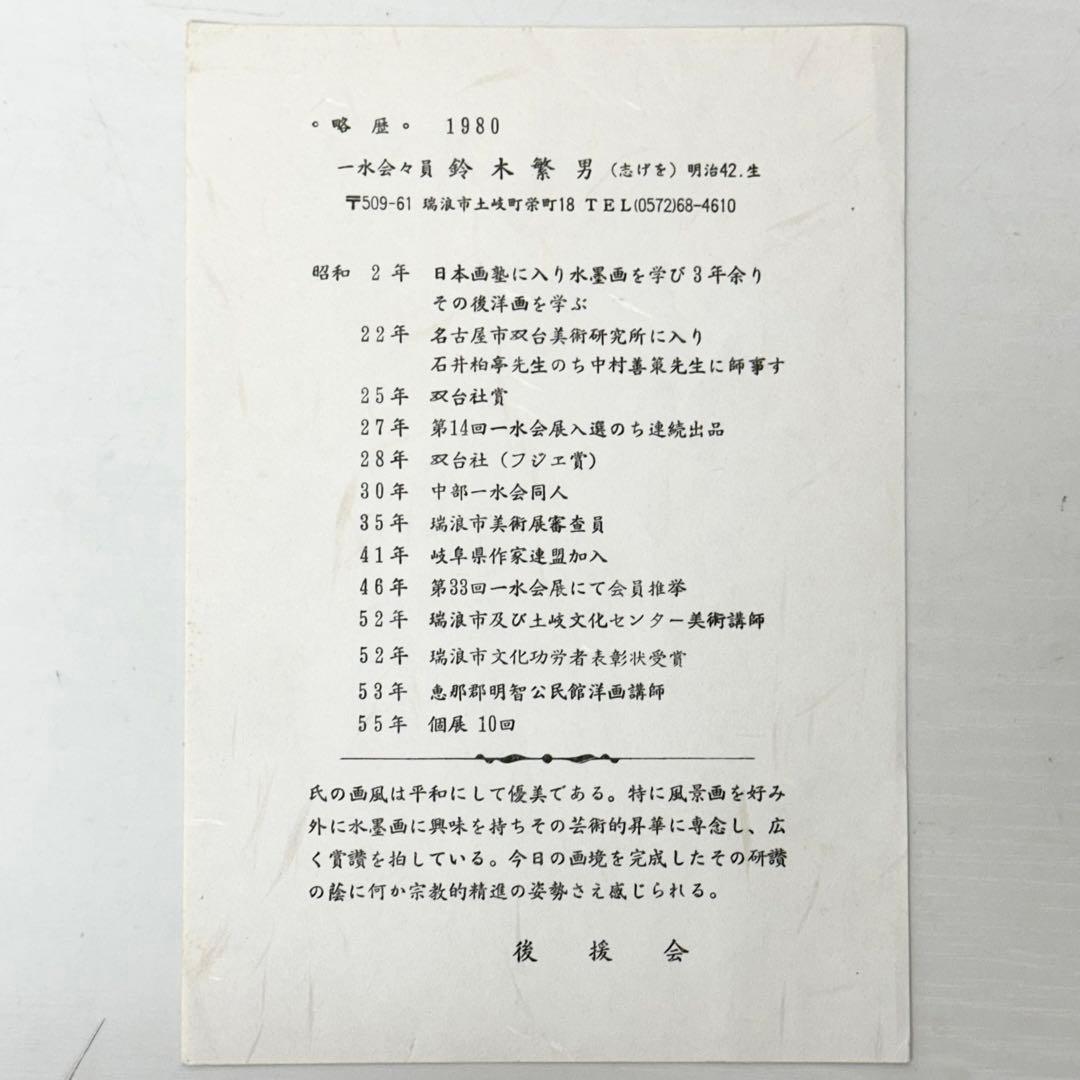 。略 歴。 1980
一水会々員 鈴木繁男 (志げを) 明治42.生
〒509-61 瑞浪市土岐町栄町18 TEL(0572)68-4610
昭和 2年 日本画塾に入り水墨画を学び3年余り
その後洋画を学ぶ
22年 名古屋市双台美術研究所に入り
石井柏亭先生のち中村善策先生に師事す
25年 双台社賞
27年 第14回一水会展入選のち連続出品
28年 双台社(フジエ賞)
30年 中部一水会同人
35年 瑞浪市美術展審査員
41年 岐阜県作家連盟加入
46年 第33回一水会展にて会員推挙
52年 瑞浪市及び土岐文化センター美術講師
52年 瑞浪市文化功労者表彰状受賞
53年 恵那郡明智公民館洋画講師
55年 個展 10回
氏の画風は平和にして優美である。特に風景画を好み
外に水墨画に興味を持ちその芸術的昇華に専念し、広
く賞讃を拍している。今日の画境を完成したその研讃
の蔭に何か宗教的精進の姿勢さえ感じられる。
後援会